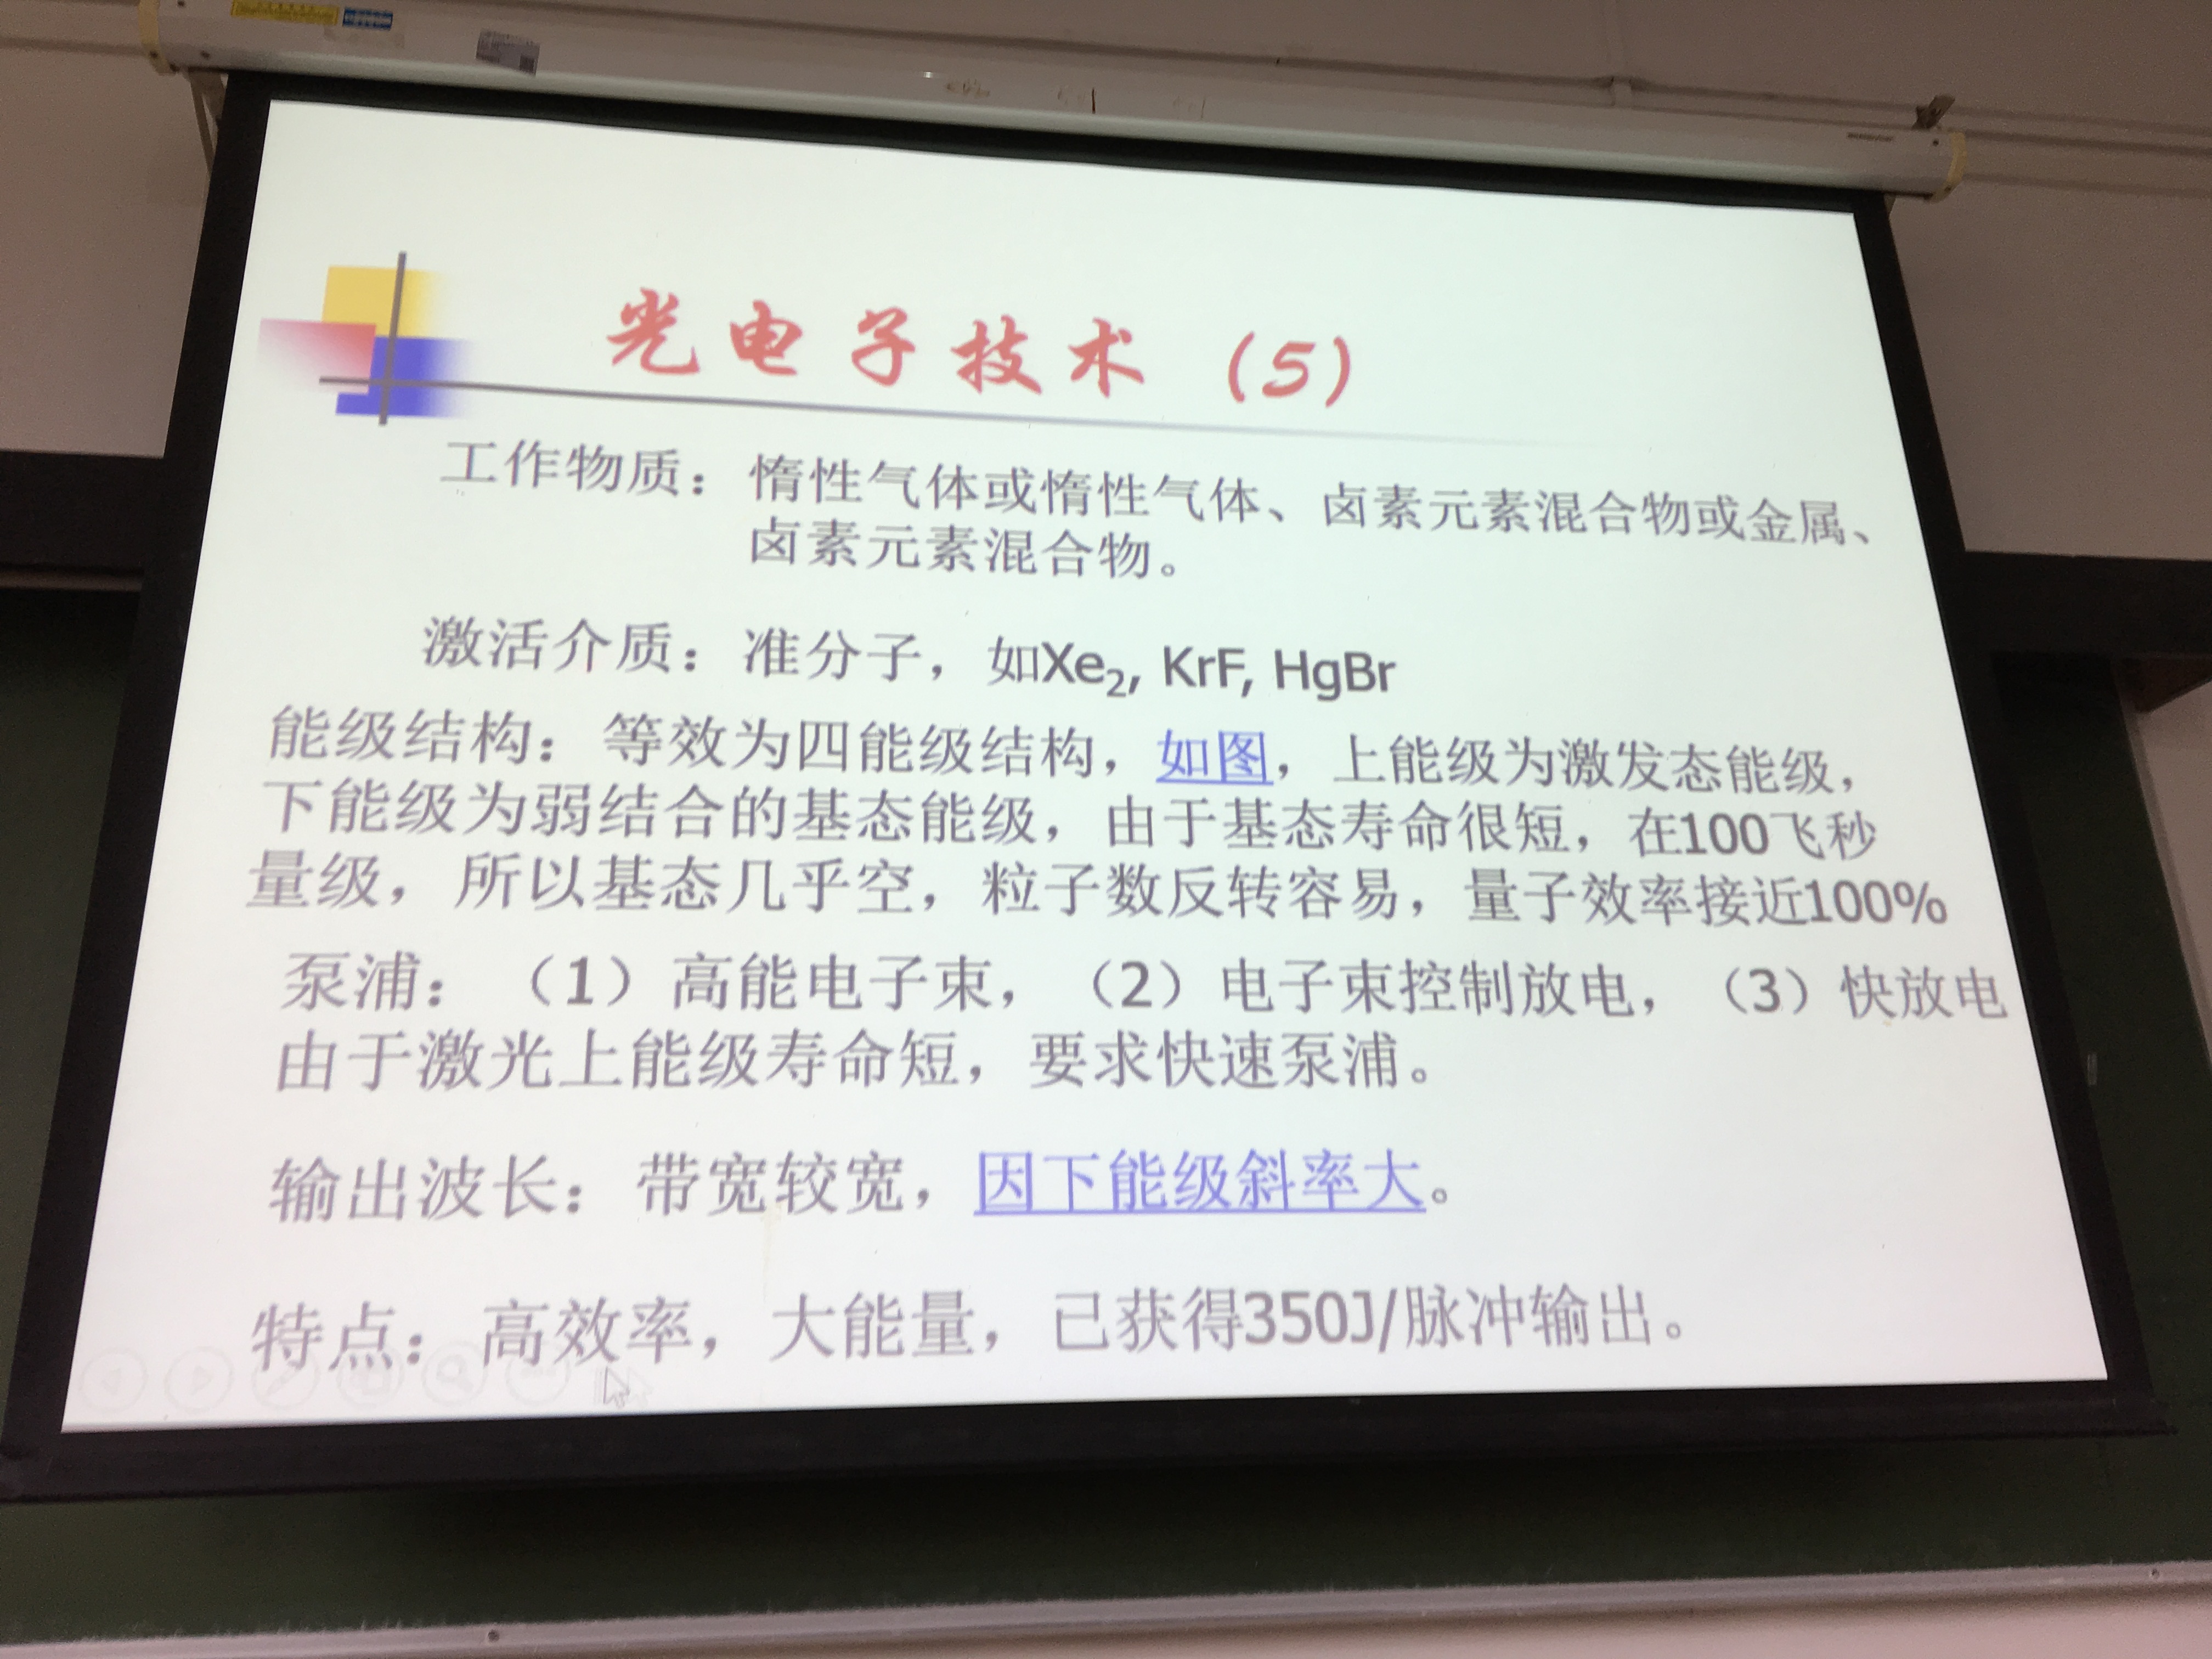 光电子技术（5）
工作物质：惰性气体或惰性气体、卤素元素混合物或金属、
卤素元素混合物。
激活介质：准分子，如Xe₂, KrF, HgBr
能级结构：等效为四能级结构，如图，上能级为激发态能级，
下能级为弱结合的基态能级，由于基态寿命很短，在100飞秒
量级，所以基态几乎空，粒子数反转容易，量子效率接近100%
泵浦：（1）高能电子束，（2）电子束控制放电，（3）快放电
由于激光上能级寿命短，要求快速泵浦。
输出波长：带宽较宽，因下能级斜率大。
特点：高效率，大能量，已获得350J/脉冲输出。